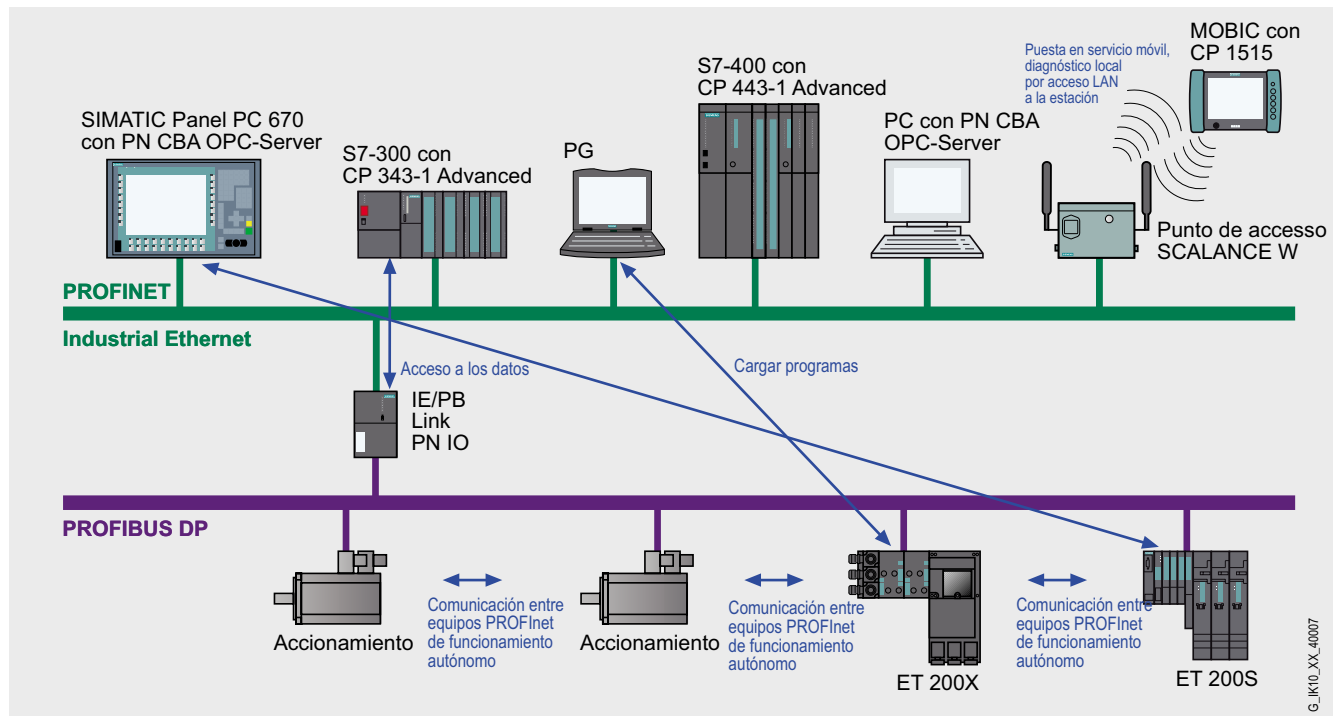 MOBIC con
CP 1515
Puesta en servicio móvil,
diagnóstico local
por acceso LAN
a la estación
S7-400 con
CP 443-1 Advanced
SIMATIC Panel PC 670
con PN CBA OPC-Server
PC con PN CBA
OPC-Server
S7-300 con
CP 343-1 Advanced
PG
Punto de acceso
SCALANCE W
PROFINET
Industrial Ethernet
Acceso a los datos
Cargar programas
IE/PB
Link
PN IO
PROFIBUS DP
Accionamiento
Comunicación entre
equipos PROFInet
de funcionamiento
autónomo
Accionamiento
Comunicación entre
equipos PROFInet
de funcionamiento
autónomo
ET 200X
Comunicación entre
equipos PROFInet
de funcionamiento
autónomo
ET 200S
G_IK10_XX_40007